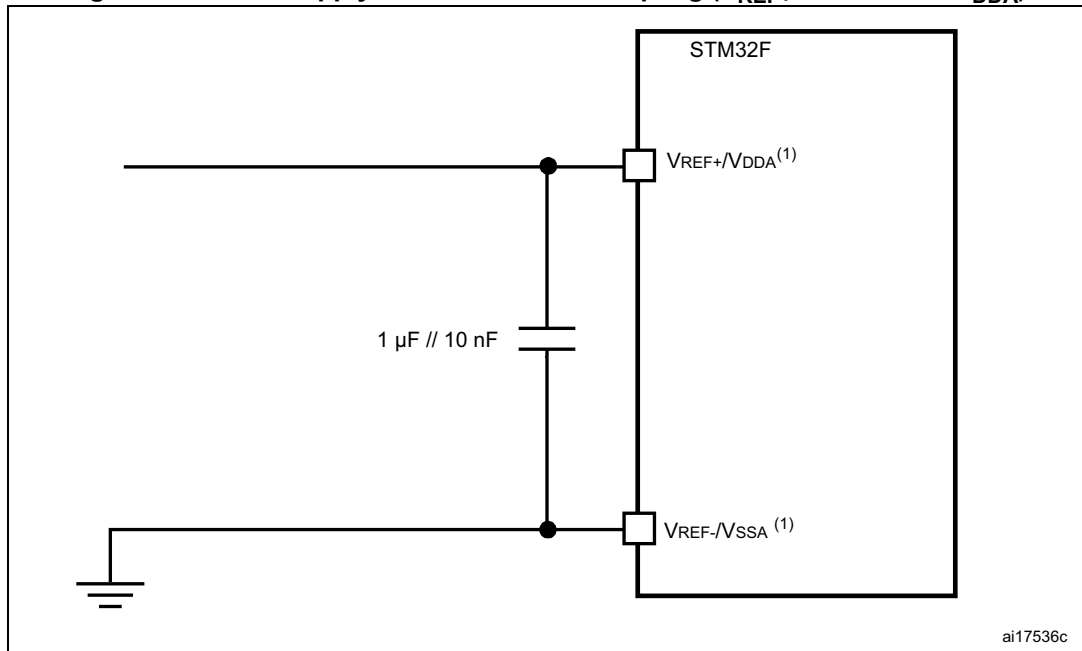 STM32F
VREF+/VDDA(1)
1 µF // 10 nF
VREF-/VSSA (1)
ai17536c